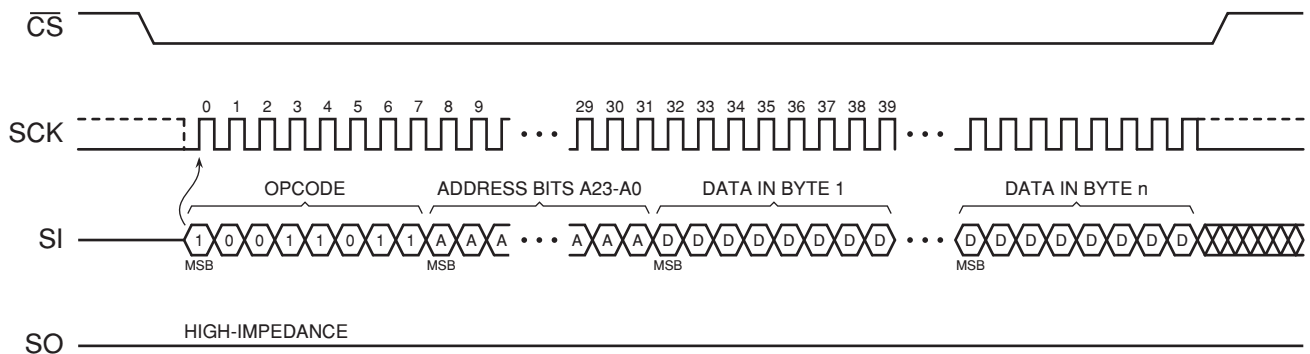 CS
0 1 2 3 4 5 6 7 8 9 29 30 31 32 33 34 35 36 37 38 39
SCK
OPCODE ADDRESS BITS A23-A0 DATA IN BYTE 1 DATA IN BYTE n
SI 1 0 0 1 1 0 1 1 A A A A A A D D D D D D D D D D D D D D D D
MSB MSB MSB MSB
HIGH-IMPEDANCE
SO